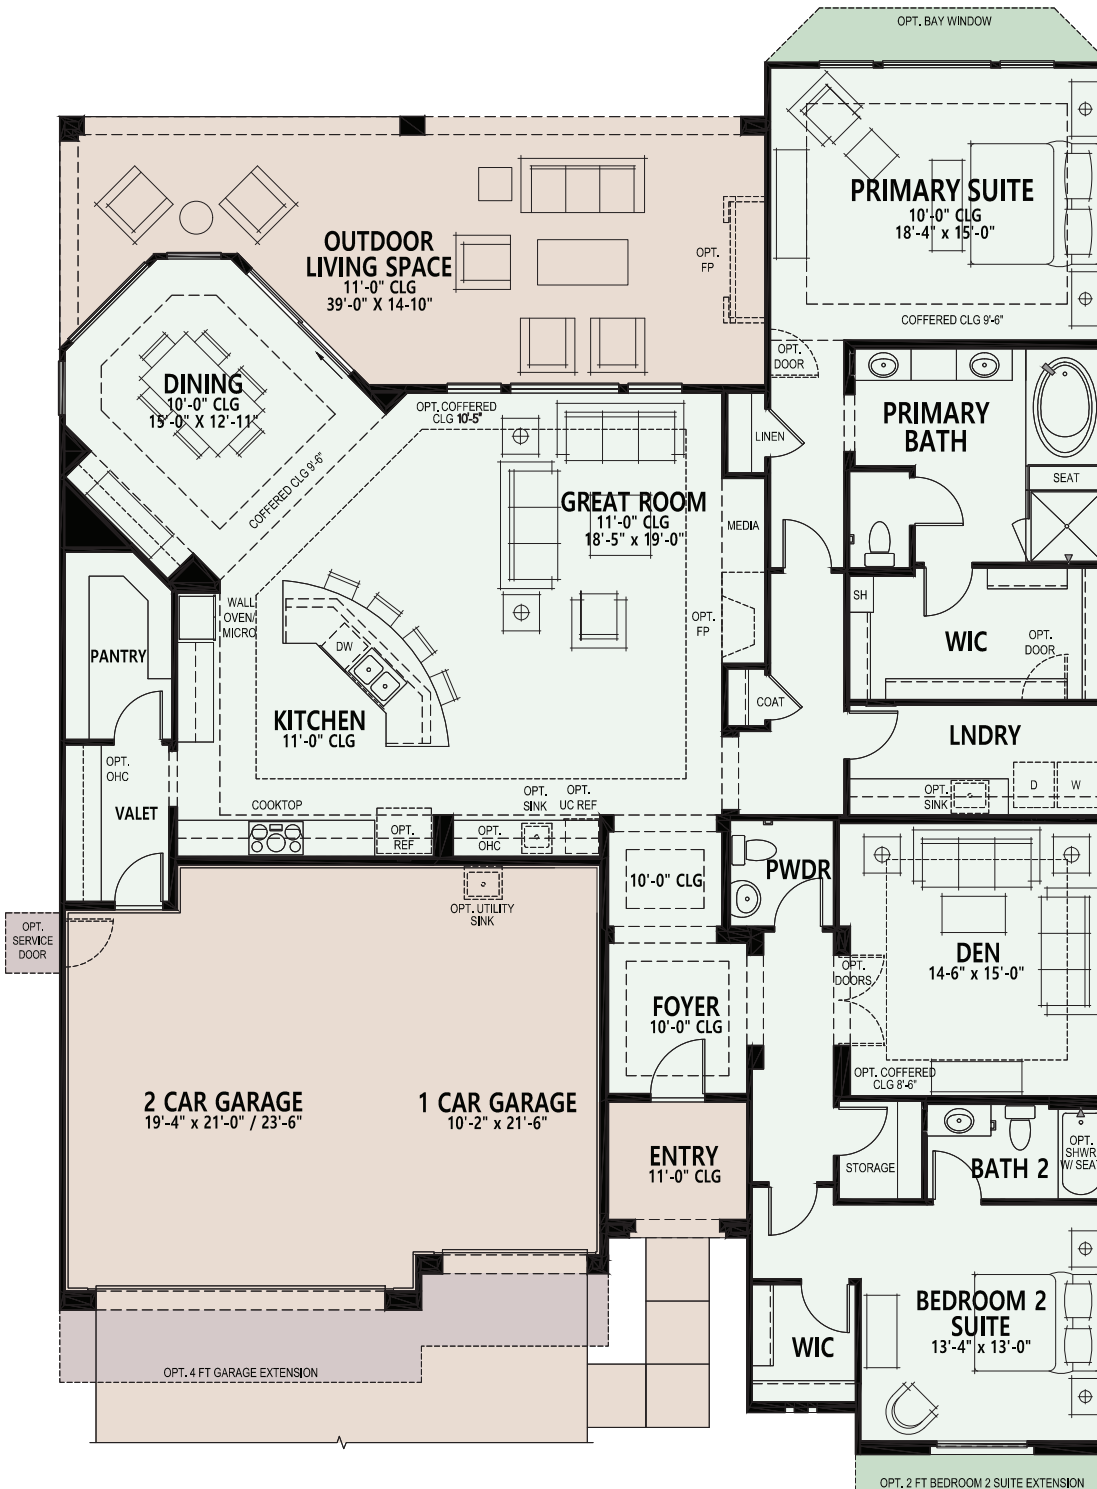 OPT. BAY WINDOW
PRIMARY SUITE
10'-0" CLG
18'-4" x 15'-0"
COFFERED CLG 9'-6"
OUTDOOR
LIVING SPACE
11'-0" CLG
39'-0" X 14-10"
OPT.
FP
OPT.
DOOR
DINING
10'-0" CLG
15'-0" X 12'-11"
COFFERED CLG 9'-6"
OPT. COFFERED
CLG 10'-5"
LINEN
PRIMARY
BATH
SEAT
GREAT ROOM
11'-0" CLG
18'-5" x 19'-0"
MEDIA
OPT.
FP
WALL
OVEN/
MICRO
DW
SH
WIC
OPT.
DOOR
PANTRY
KITCHEN
11'-0" CLG
COAT
LNDRY
OPT.
SINK
D
W
OPT.
OHC
VALET
COOKTOP
OPT.
REF
OPT.
SINK
OPT.
UC REF
OPT.
OHC
10'-0" CLG
PWDR
OPT. UTILITY
SINK
OPT.
SERVICE
DOOR
DEN
14-6" x 15'-0"
OPT.
DOORS
OPT. COFFERED
CLG 8'-6"
FOYER
10'-0" CLG
2 CAR GARAGE
19'-4" x 21'-0" / 23'-6"
1 CAR GARAGE
10'-2" x 21'-6"
ENTRY
11'-0" CLG
STORAGE
BATH 2
OPT.
SHWR
W/ SEAT
BEDROOM 2
SUITE
13'-4" x 13'-0"
WIC
OPT. 4 FT GARAGE EXTENSION
OPT. 2 FT BEDROOM 2 SUITE EXTENSION